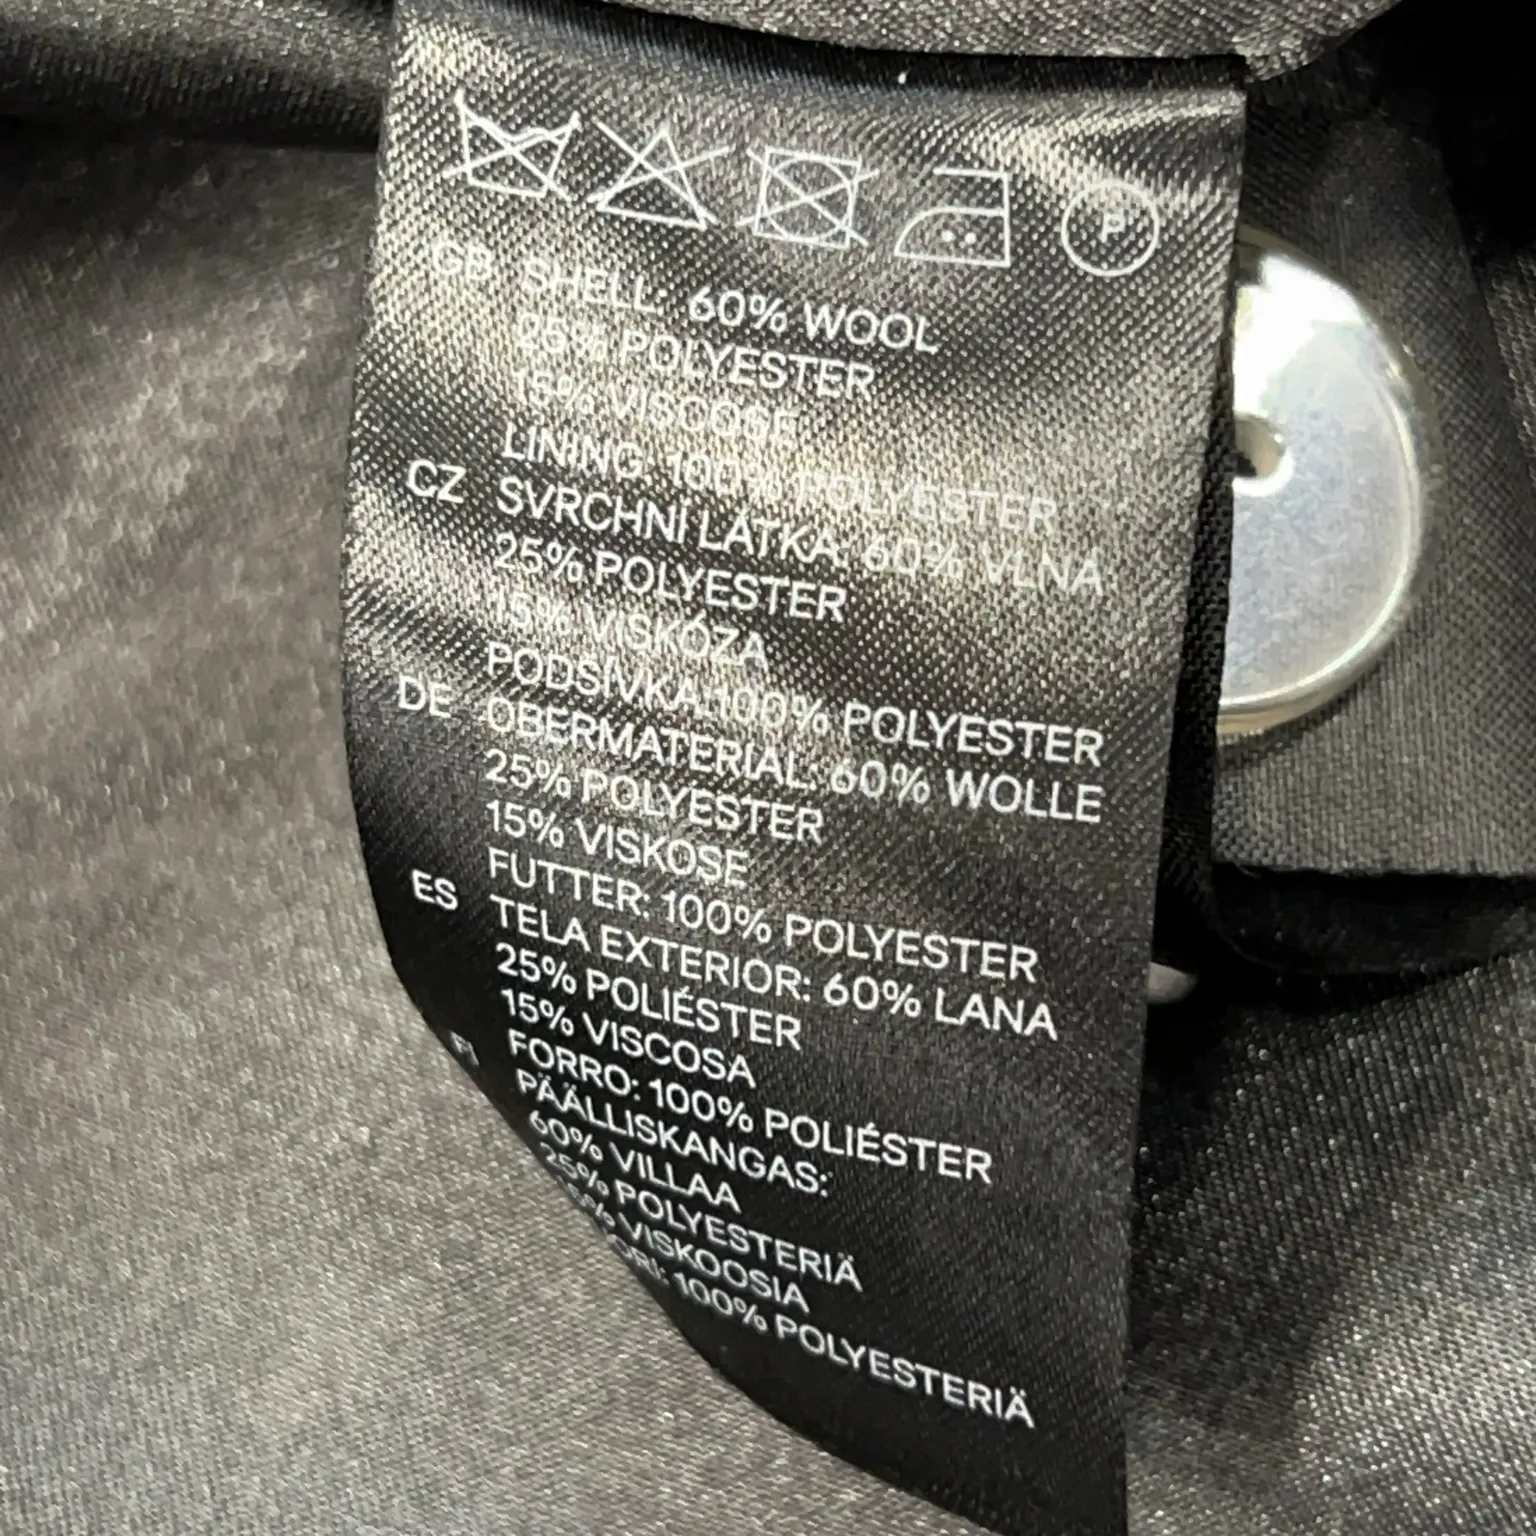 P
GB SHELL: 60% WOOL
25% POLYESTER
15% VISCOSE
LINING: 100% POLYESTER
CZ SVRCHNÍ LÁTKA: 60% VLNA
25% POLYESTER
15% VISKÓZA
PODŠÍVKA:100% POLYESTER
DE OBERMATERIAL: 60% WOLLE
25% POLYESTER
15% VISKOSE
FUTTER: 100% POLYESTER
ES TELA EXTERIOR: 60% LANA
25% POLIÉSTER
15% VISCOSA
FORRO: 100% POLIÉSTER
FI PÄÄLLISKANGAS:
60% VILLAA
25% POLYESTERIÄ
15% VISKOOSIA
100% POLYESTERIÄ